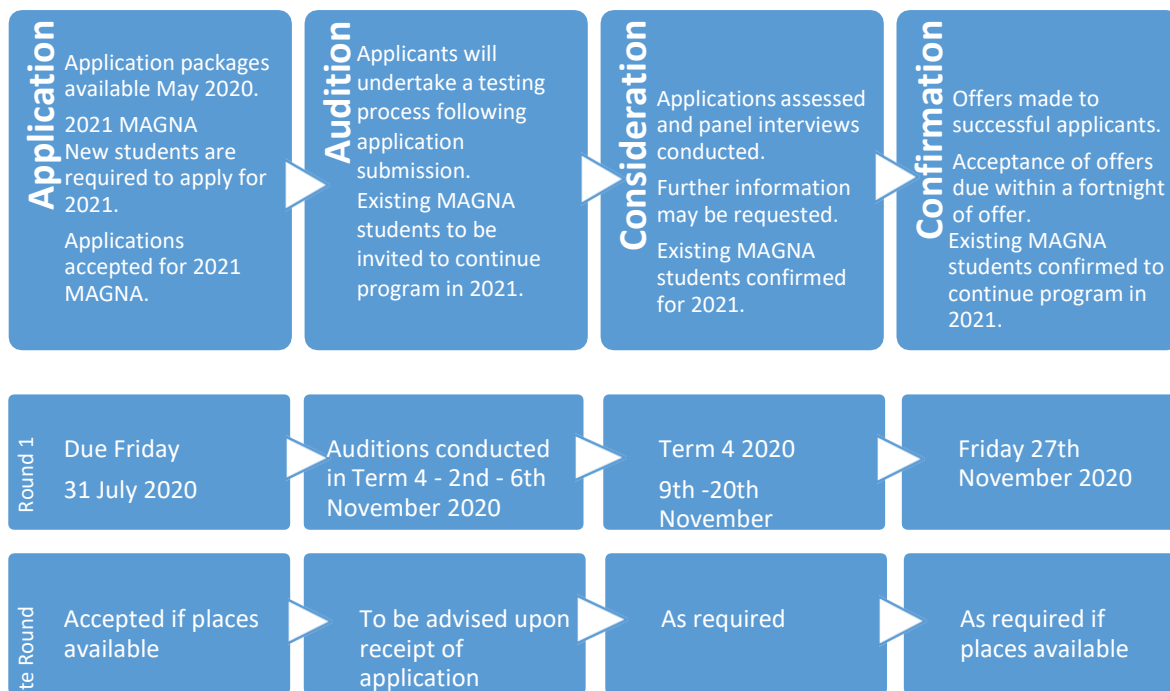 Application
Application packages
available May 2020.
2021 MAGNA
New students are
required to apply for
2021.
Applications
accepted for 2021
MAGNA.
Audition
Applicants will
undertake a testing
process following
application
submission.
Existing MAGNA
students to be
invited to continue
program in 2021.
Consideration
Applications assessed
and panel interviews
conducted.
Further information
may be requested.
Existing MAGNA
students confirmed
for 2021.
Confirmation
Offers made to
successful applicants.
Acceptance of offers
due within a fortnight
of offer.
Existing MAGNA
students confirmed to
continue program in
2021.
Round 1
Due Friday
31 July 2020
Auditions conducted
in Term 4 - 2nd - 6th
November 2020
Term 4 2020
9th -20th
November
Friday 27th
November 2020
te Round
Accepted if places
available
To be advised upon
receipt of
application
As required
As required if
places available